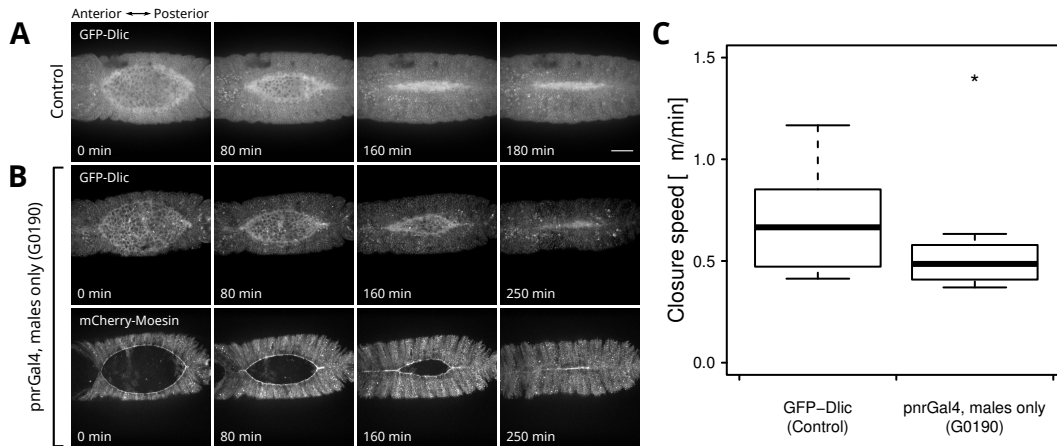 Anterior ↔ Posterior
A
GFP-Dlic
Control
0 min
80 min
160 min
180 min
B
pnrGal4, males only (G0190)
GFP-Dlic
0 min
80 min
160 min
250 min
mCherry-Moesin
0 min
80 min
160 min
250 min
C
Closure speed [ m/min]
1.5
1.0
0.5
0.0
*
GFP−Dlic
(Control)
pnrGal4, males only
(G0190)